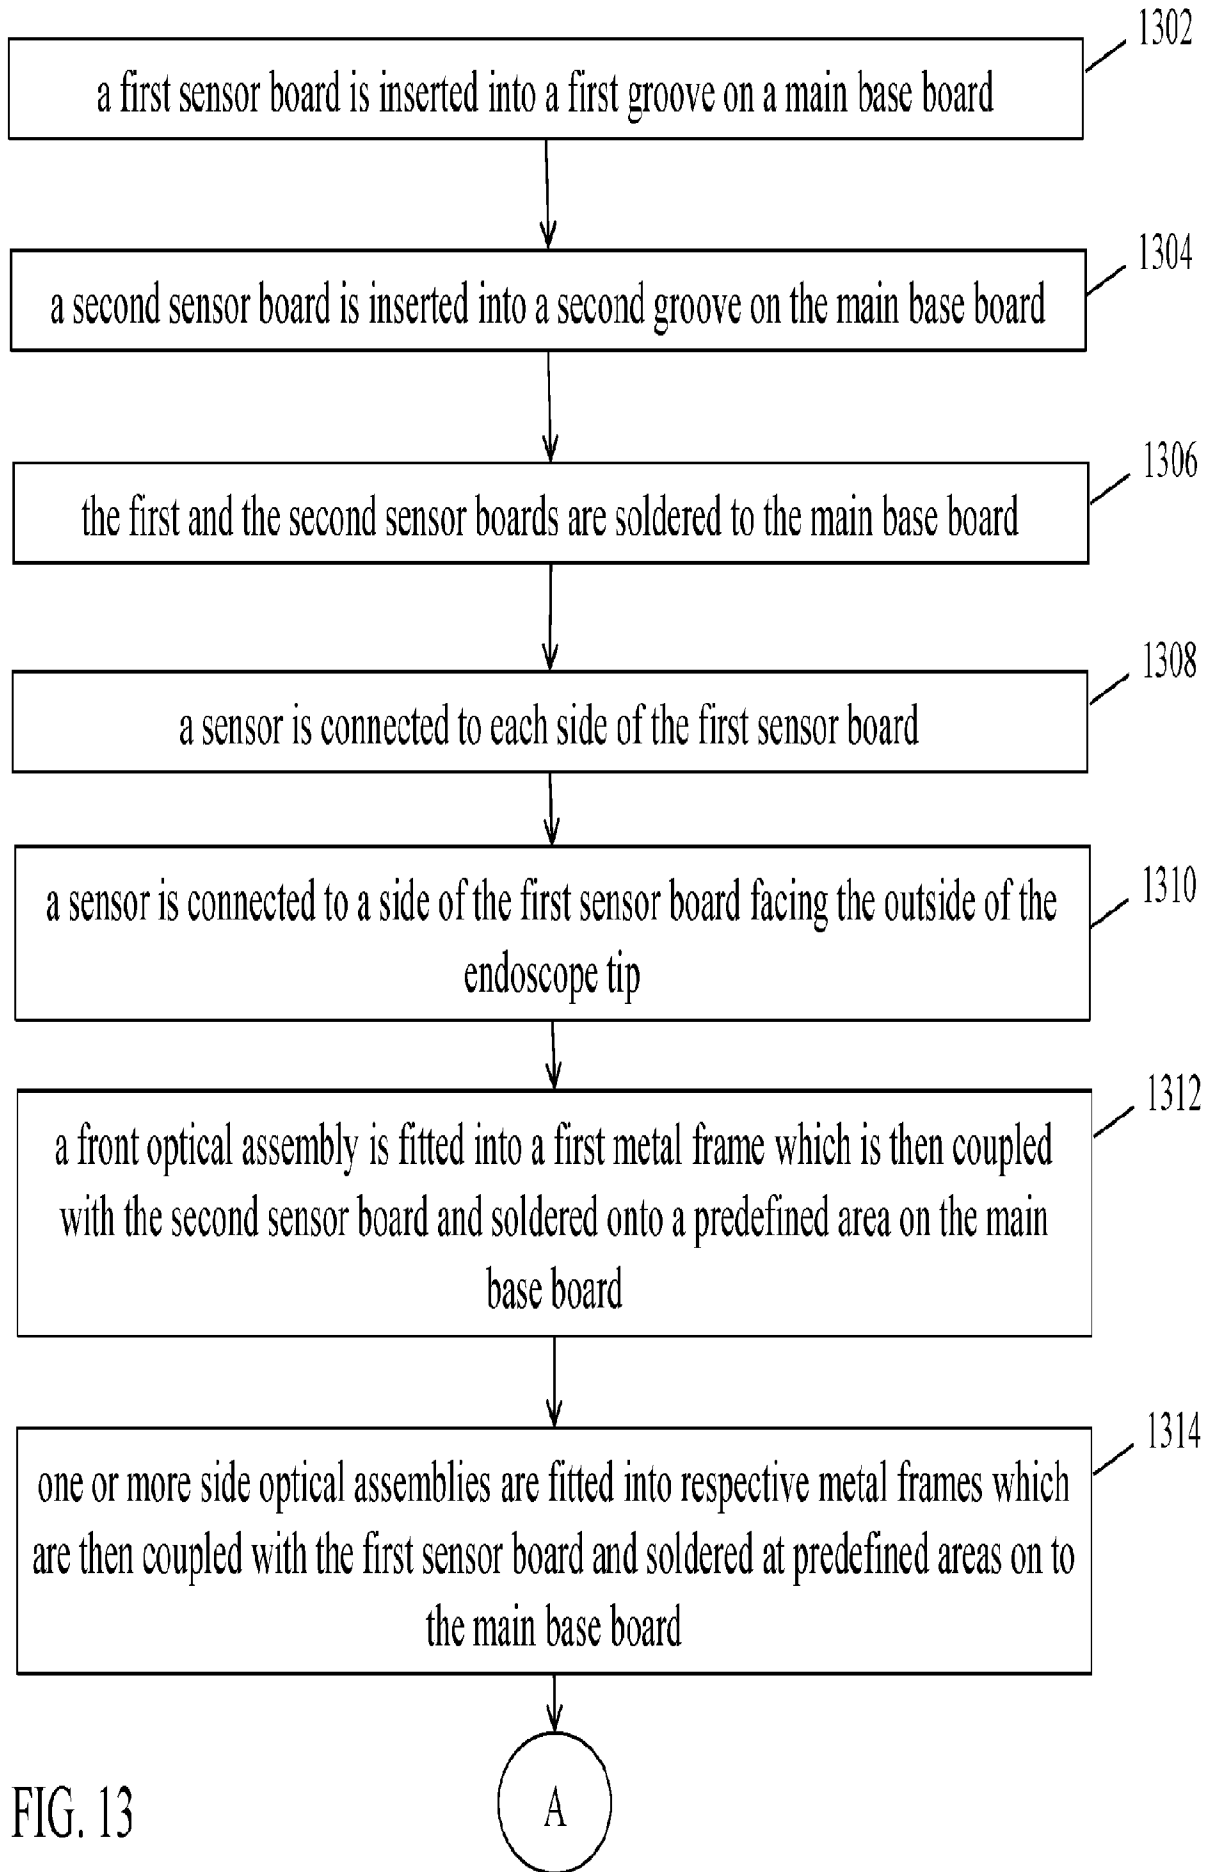 1302
a first sensor board is inserted into a first groove on a main base board
1304
a second sensor board is inserted into a second groove on the main base board
1306
the first and the second sensor boards are soldered to the main base board
1308
a sensor is connected to each side of the first sensor board
1310
a sensor is connected to a side of the first sensor board facing the outside of the
endoscope tip
1312
a front optical assembly is fitted into a first metal frame which is then coupled
with the second sensor board and soldered onto a predefined area on the main
base board
1314
one or more side optical assemblies are fitted into respective metal frames which
are then coupled with the first sensor board and soldered at predefined areas on to
the main base board
A
FIG. 13